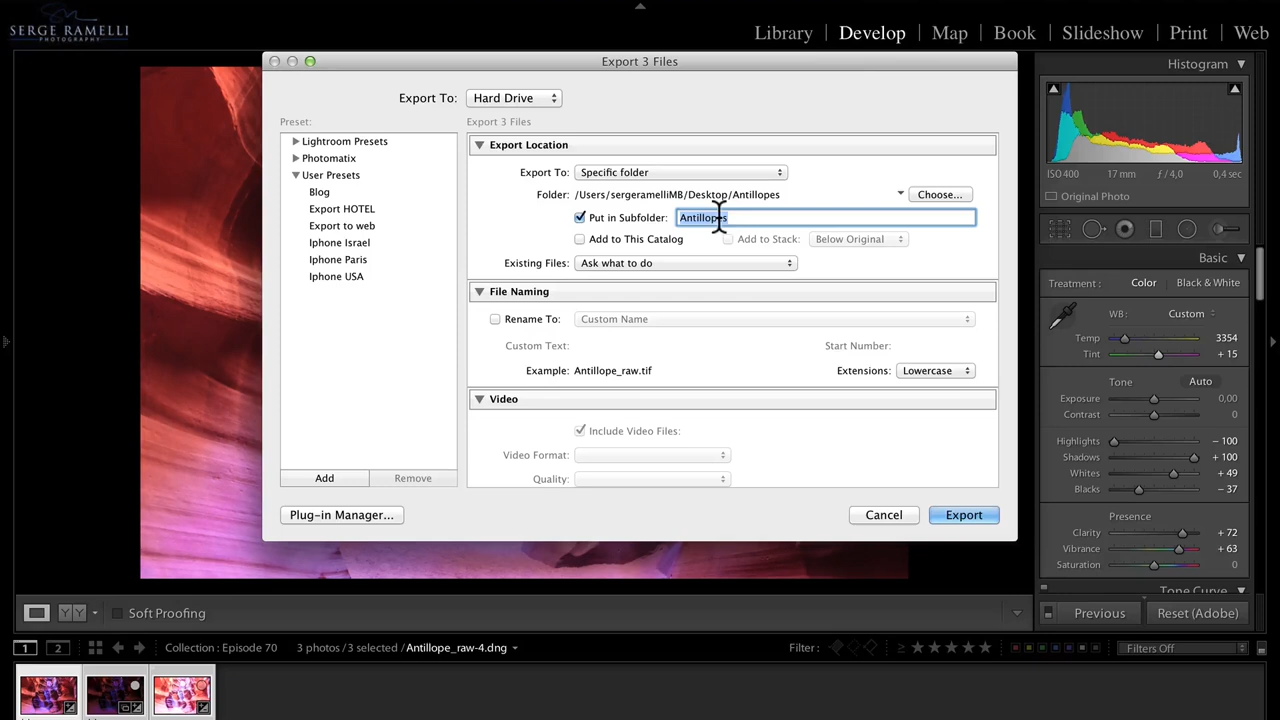 SERGE RAMELLI
PHOTOGRAPHY
Library Develop Map Book Slideshow Print Web
Export 3 Files
Histogram
Export To: Hard Drive
Preset:
Export 3 Files
Lightroom Presets
Photomatix
User Presets
Blog
Export HOTEL
Export to web
Iphone Israel
Iphone Paris
Iphone USA
Add Remove
Export Location
Export To: Specific folder
Folder: /Users/sergeramelliMB/Desktop/Antillopes Choose...
Put in Subfolder: Antillopes
Add to This Catalog Add to Stack: Below Original
Existing Files: Ask what to do
File Naming
Rename To: Custom Name
Custom Text: Start Number:
Example: Antillope_raw.tif Extensions: Lowercase
Video
Include Video Files:
Video Format:
Quality:
Plug-in Manager... Cancel Export
ISO 400 17 mm ƒ / 4,0 0,4 sec
Original Photo
Basic
Treatment: Color Black & White
WB: Custom
Temp 3354
Tint + 15
Tone Auto
Exposure 0,00
Contrast 0
Highlights − 100
Shadows + 100
Whites + 49
Blacks − 37
Presence
Clarity + 72
Vibrance + 63
Saturation 0
Tone Curve
Previous Reset (Adobe)
YY Soft Proofing
1 2 Collection : Episode 70 3 photos / 3 selected / Antillope_raw-4.dng Filter : ≥ Filters Off